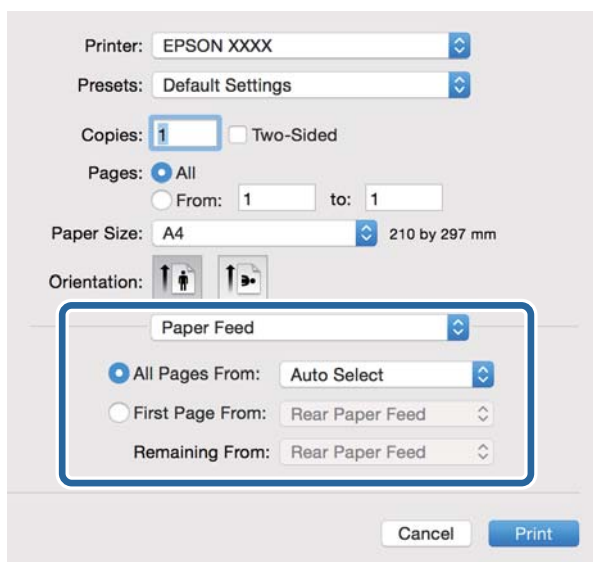 Printer: EPSON XXXX
Presets: Default Settings
Copies: 1 Two-Sided
Pages: All
From: 1 to: 1
Paper Size: A4 210 by 297 mm
Orientation:
Paper Feed
All Pages From: Auto Select
First Page From: Rear Paper Feed
Remaining From: Rear Paper Feed
Cancel Print